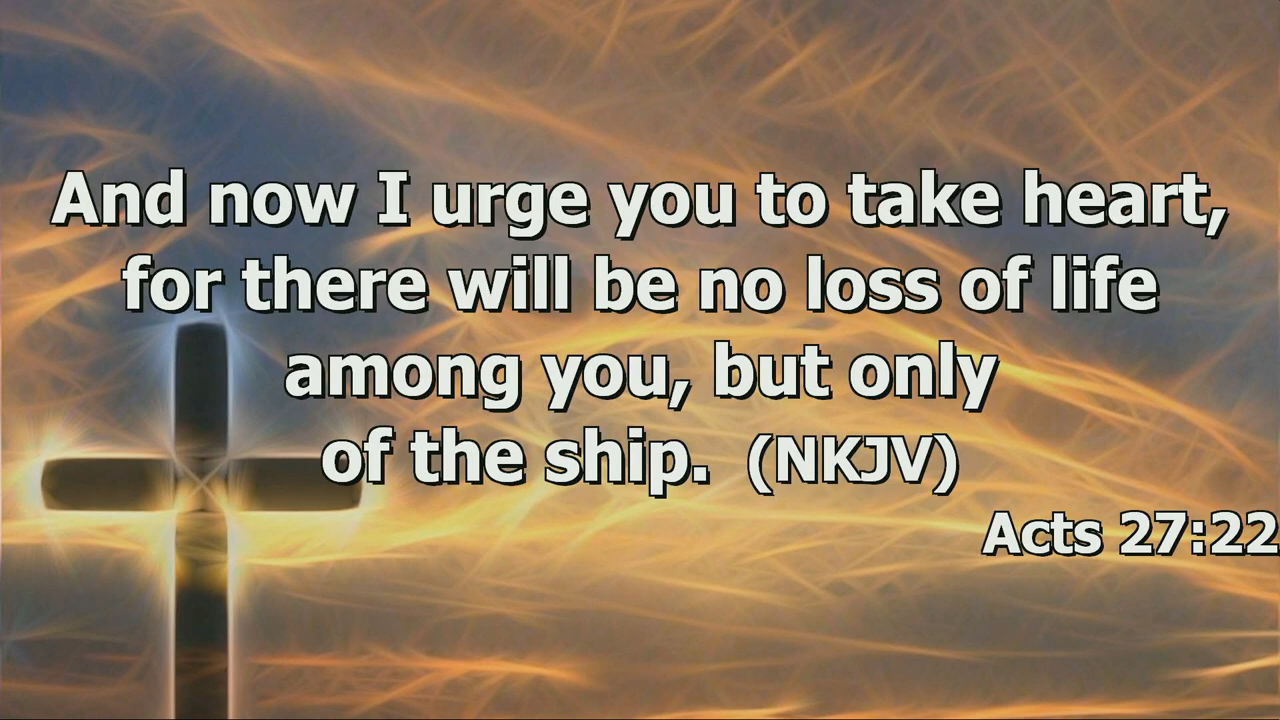 And now I urge you to take heart,
for there will be no loss of life
among you, but only
of the ship. (NKJV)
Acts 27:22